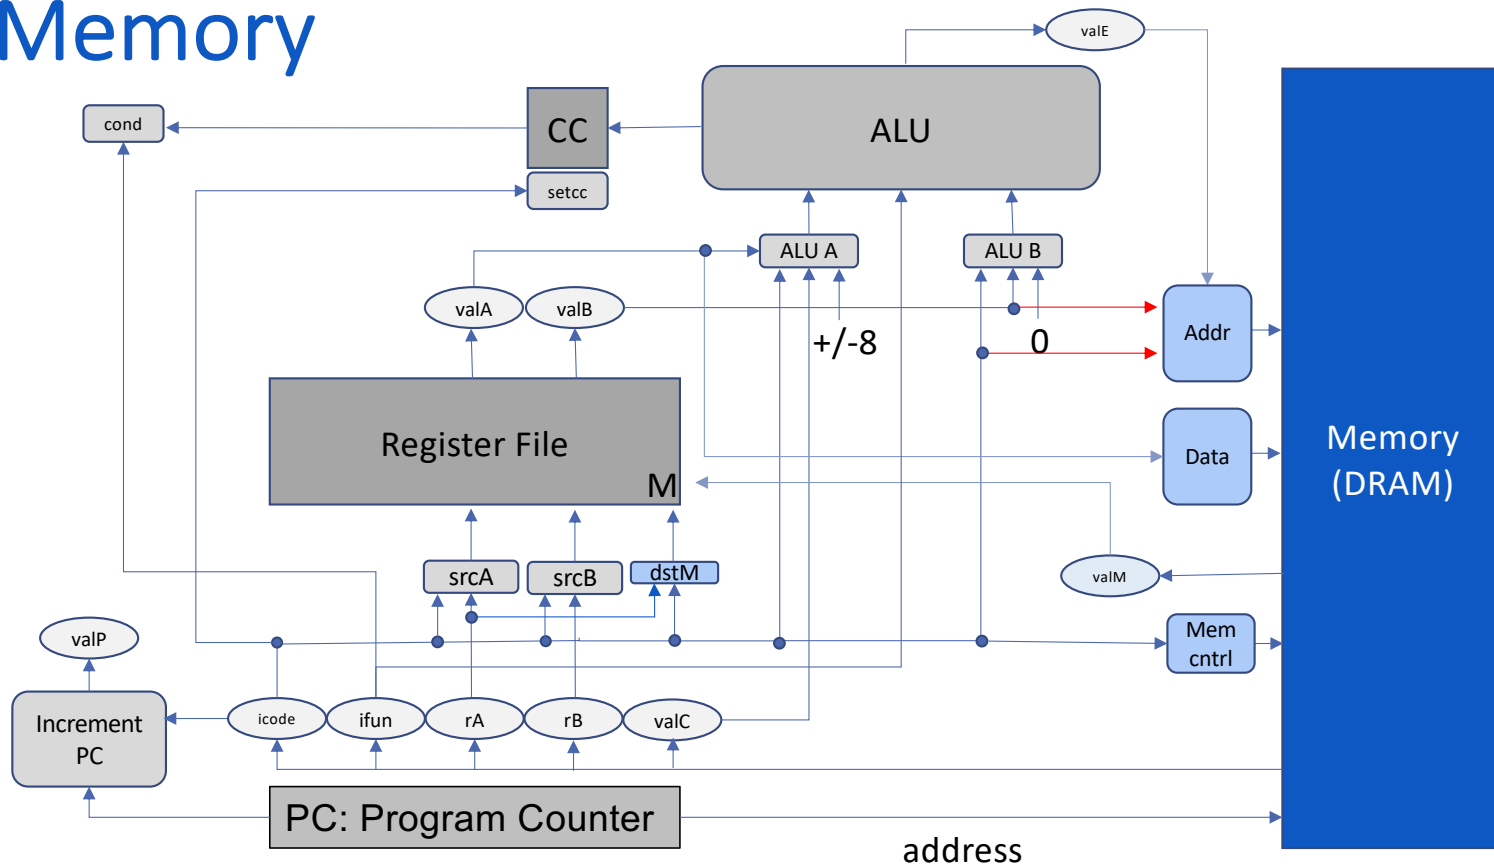 Memory
valE
cond
CC
ALU
setcc
ALU A
ALU B
valA
valB
+/-8
0
Addr
Register File
M
Data
Memory
(DRAM)
srcA
srcB
dstM
valM
valP
Mem
cntrl
Increment
PC
icode
ifun
rA
rB
valC
PC: Program Counter
address